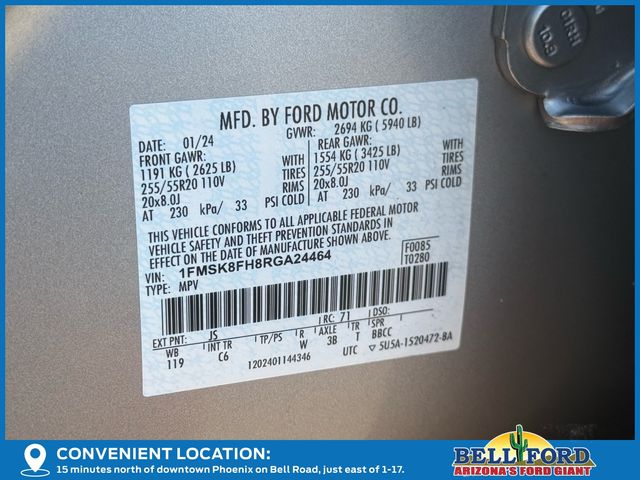 01RH
10.9
MFD. BY FORD MOTOR CO.
DATE: 01/24 GVWR: 2694 KG ( 5940 LB)
FRONT GAWR: REAR GAWR:
1191 KG ( 2625 LB) WITH 1554 KG ( 3425 LB) WITH
255/55R20 110V TIRES 255/55R20 110V TIRES
20x8.0J RIMS 20x8.0J RIMS
AT 230 kPa/ 33 PSI COLD AT 230 kPa/ 33 PSI COLD
THIS VEHICLE CONFORMS TO ALL APPLICABLE FEDERAL MOTOR
VEHICLE SAFETY AND THEFT PREVENTION STANDARDS IN
EFFECT ON THE DATE OF MANUFACTURE SHOWN ABOVE.
VIN: 1FMSK8FH8RGA24464 F0085
TYPE: MPV T0280
EXT PNT: JS RC: 71 DSO:
WB INT TR TP/PS R AXLE TR SPR
119 C6 W 3B T BBCC
1202401144346 UTC ▽ 5U5A-1520472-BA
CONVENIENT LOCATION:
15 minutes north of downtown Phoenix on Bell Road, just east of 1-17.
BELL FORD
ARIZONA'S FORD GIANT